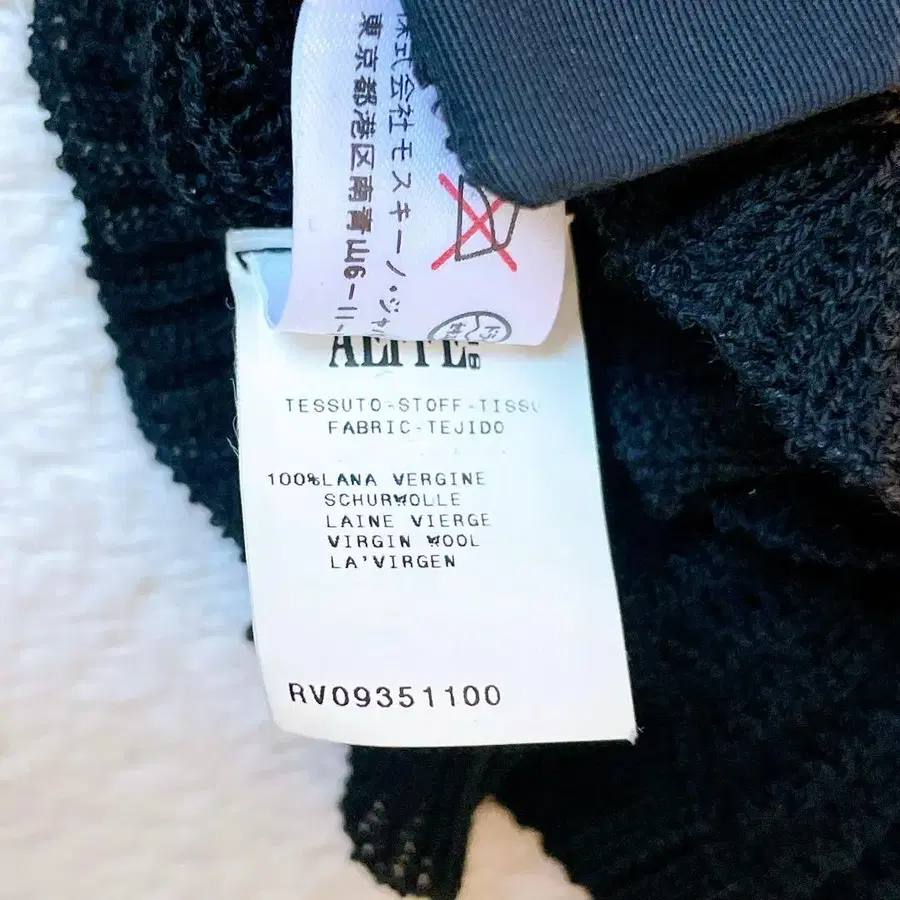 株式会社モスキーノ・ジャ
東京都港区南青山6-11-
ドラ
AEFFE
TESSUTO-STOFF-TISSU
FABRIC-TEJIDO
100%LANA VERGINE
SCHURWOLLE
LAINE VIERGE
VIRGIN WOOL
LA'VIRGEN
RV09351100